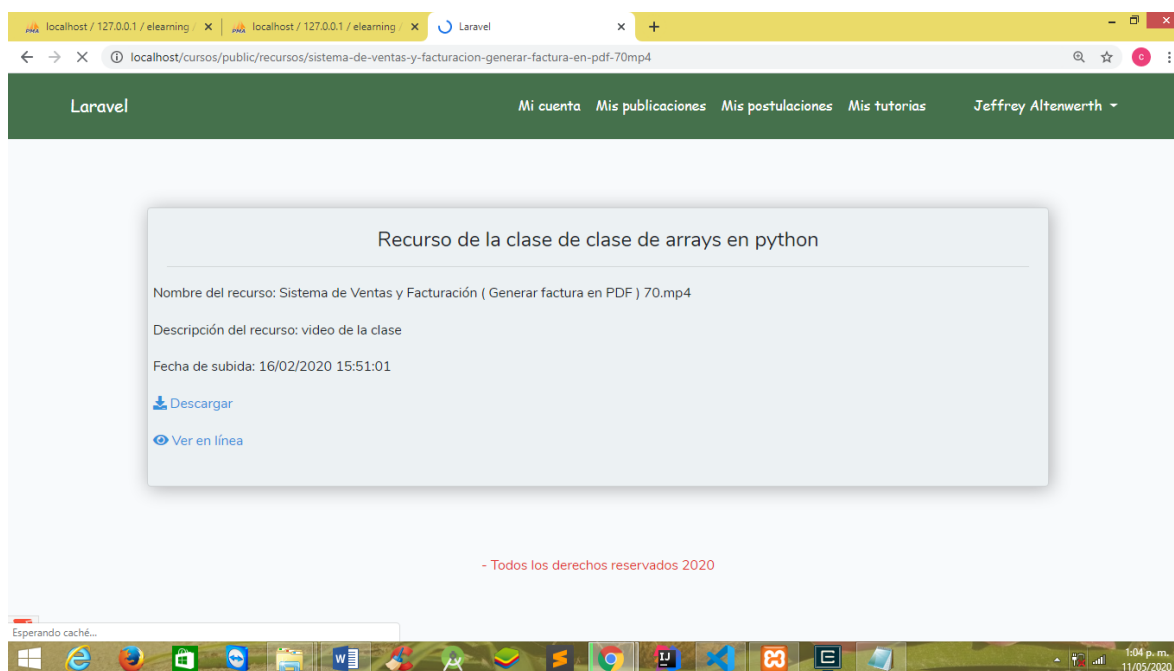 localhost / 127.0.0.1 / elearning /
localhost / 127.0.0.1 / elearning /
Laravel
localhost/cursos/public/recursos/sistema-de-ventas-y-facturacion-generar-factura-en-pdf-70mp4
Laravel Mi cuenta Mis publicaciones Mis postulaciones Mis tutorias Jeffrey Altenwerth
Recurso de la clase de clase de arrays en python
Nombre del recurso: Sistema de Ventas y Facturación ( Generar factura en PDF ) 70.mp4
Descripción del recurso: video de la clase
Fecha de subida: 16/02/2020 15:51:01
Descargar
Ver en línea
- Todos los derechos reservados 2020
Esperando caché...
1:04 p. m.